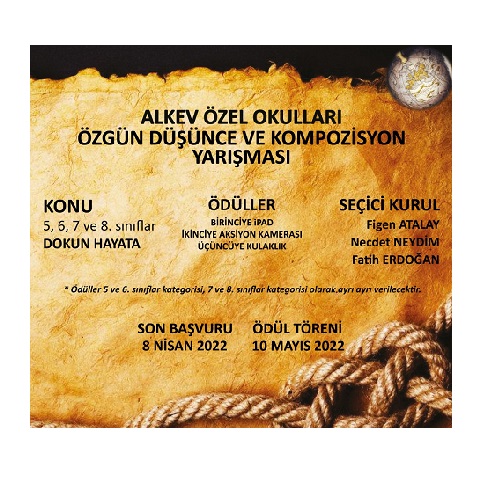 ALKEV ÖZEL OKULLARI
ÖZGÜN DÜŞÜNCE VE KOMPOZİSYON
YARIŞMASI
KONU
5, 6, 7 ve 8. sınıflar
DOKUN HAYATA
ÖDÜLLER
BİRİNCİYE İPAD
İKİNCİYE AKSİYON KAMERASI
ÜÇÜNCÜYE KULAKLIK
SEÇİCİ KURUL
Figen ATALAY
Necdet NEYDİM
Fatih ERDOĞAN
* Ödüller 5 ve 6. sınıflar kategorisi, 7 ve 8. sınıflar kategorisi olarak,ayrı ayrı verilecektir.
SON BAŞVURU
8 NİSAN 2022
ÖDÜL TÖRENİ
10 MAYIS 2022